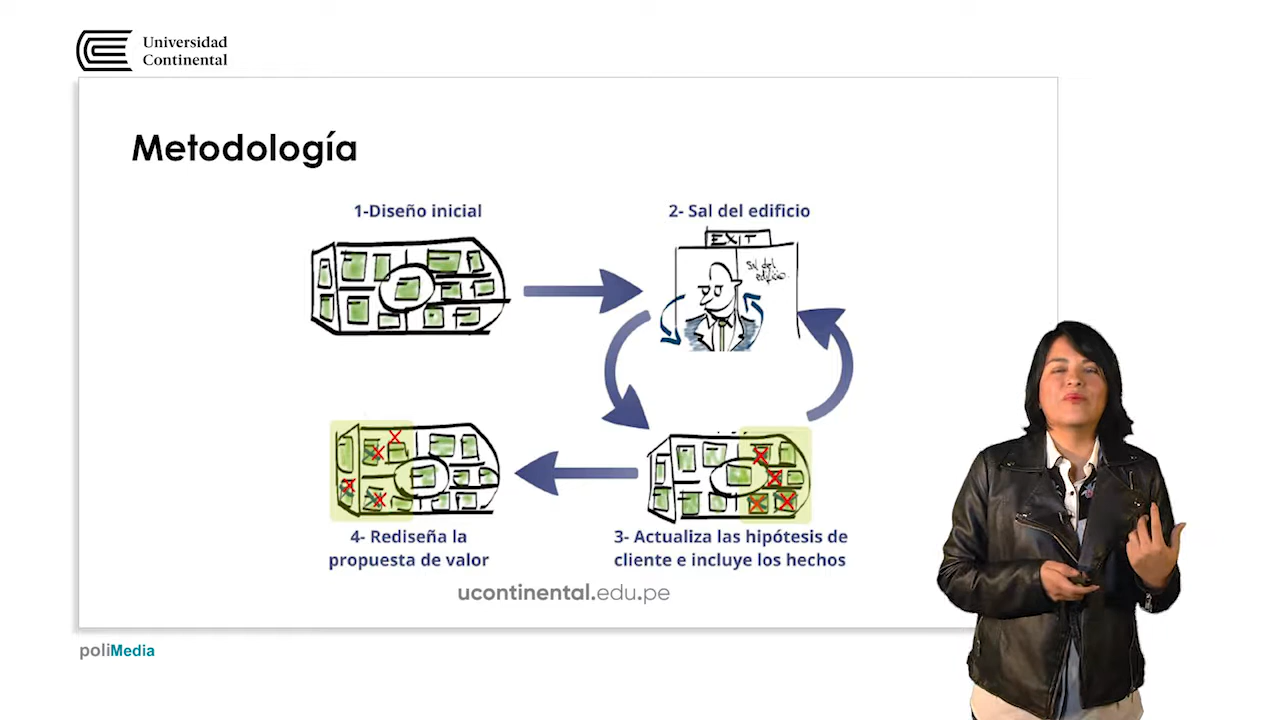 Universidad
Continental
Metodología
1-Diseño inicial
2- Sal del edificio
EXIT
Sal del
edificio
4- Rediseña la
propuesta de valor
3- Actualiza las hipótesis de
cliente e incluye los hechos
ucontinental.edu.pe
poliMedia